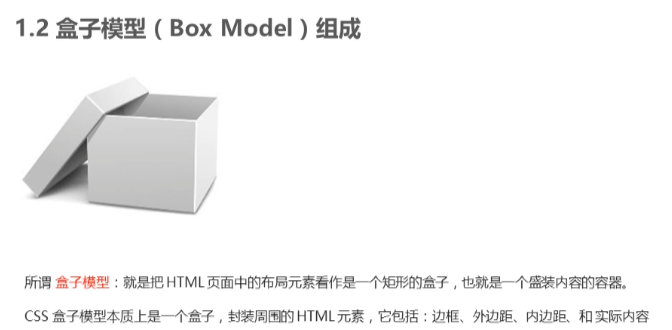 1.2 盒子模型（Box Model）组成
所谓 盒子模型：就是把 HTML 页面中的布局元素看作是一个矩形的盒子，也就是一个盛装内容的容器。
CSS 盒子模型本质上是一个盒子，封装周围的 HTML 元素，它包括：边框、外边距、内边距、和 实际内容